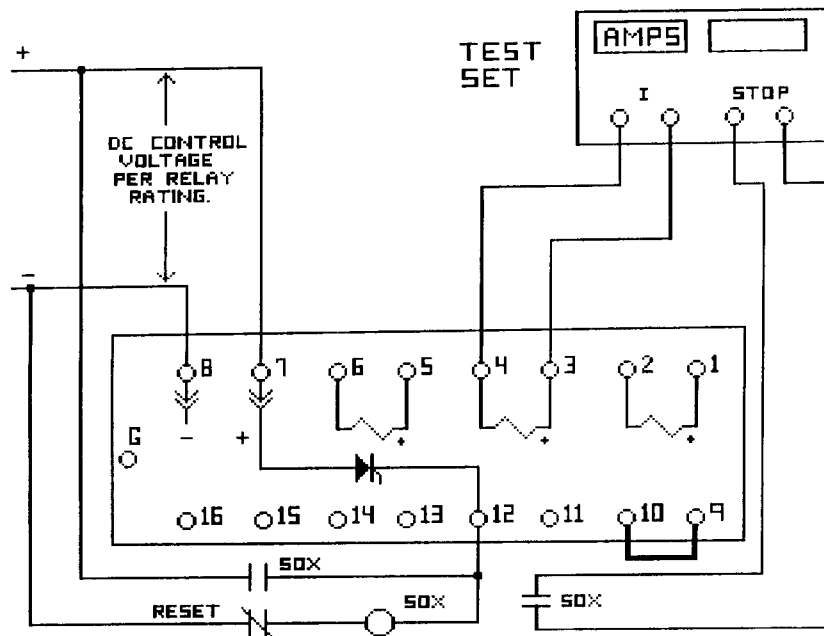 +
TEST
SET
AMPS
I
STOP
DC CONTROL
VOLTAGE
PER RELAY
RATING.
-
8
7
6
5
4
3
2
1
G
-
+
+
+
+
16
15
14
13
12
11
10
9
50X
RESET
50X
50X